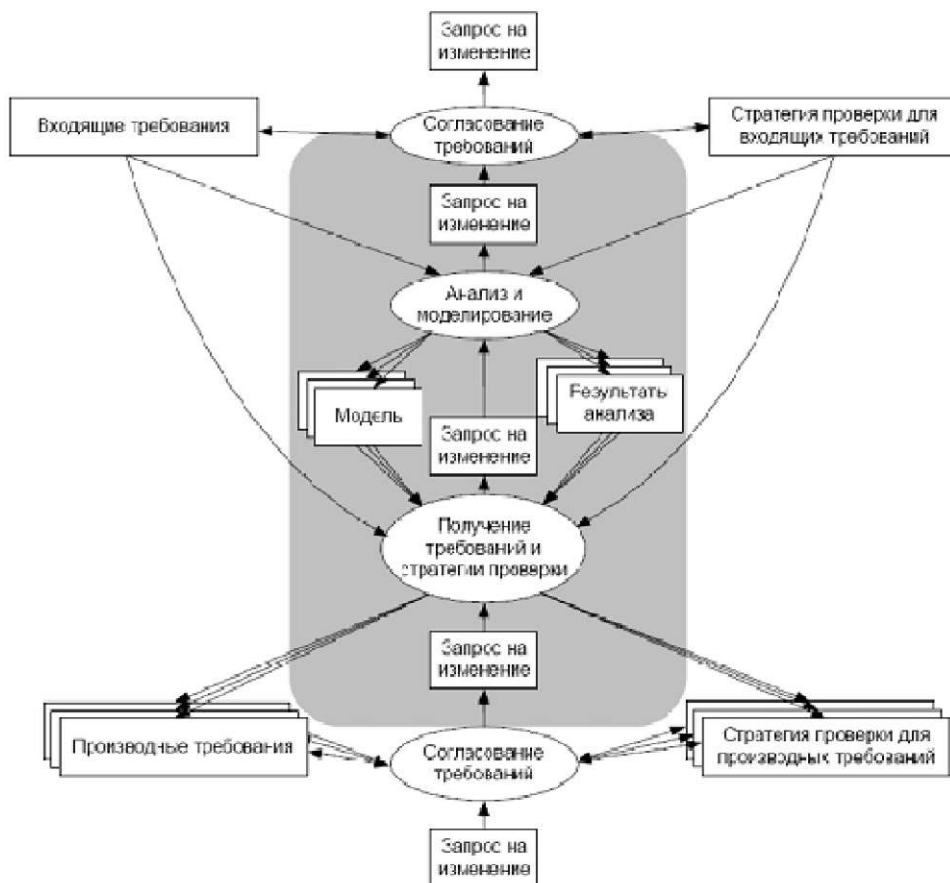 Запрос на
изменение
Входящие требования
Согласование
требований
Стратегия проверки для
входящих требований
Запрос на
изменение
Анализ и
моделирование
Модель
Результаты
анализа
Запрос на
изменение
Получение
требований и
стратегии проверки
Запрос на
изменение
Производные требования
Согласование
требований
Стратегия проверки для
производных требований
Запрос на
изменение